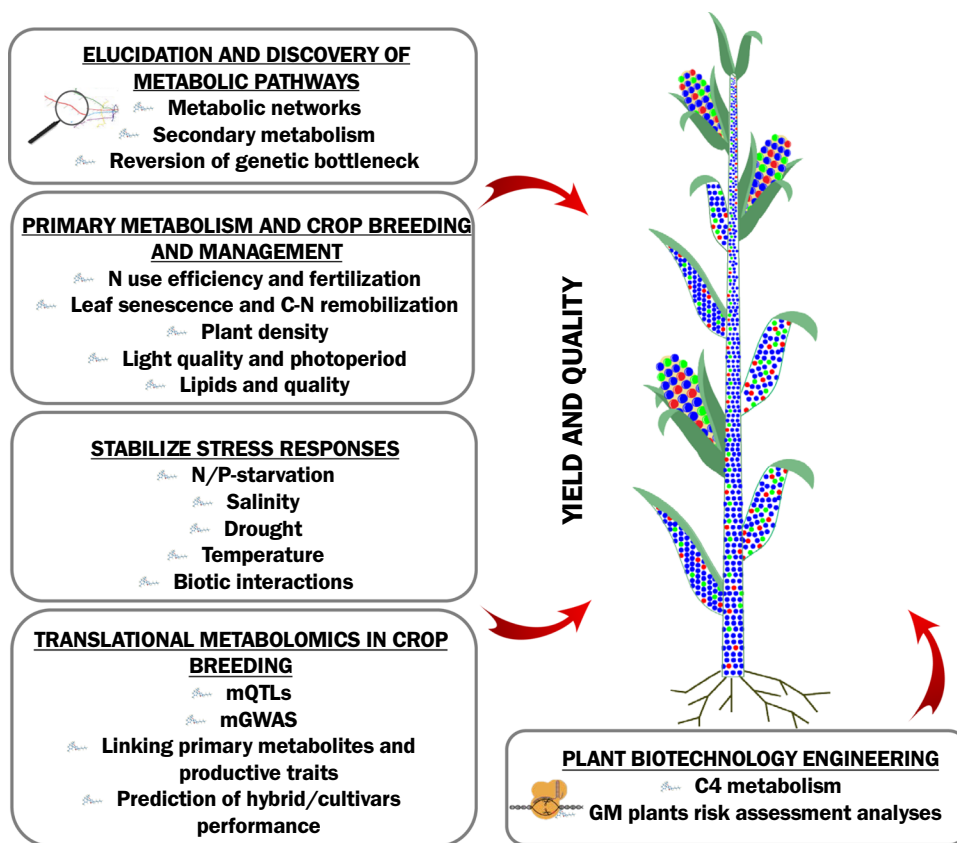 ELUCIDATION AND DISCOVERY OF
METABOLIC PATHWAYS
Metabolic networks
Secondary metabolism
Reversion of genetic bottleneck
PRIMARY METABOLISM AND CROP BREEDING
AND MANAGEMENT
N use efficiency and fertilization
Leaf senescence and C-N remobilization
Plant density
Light quality and photoperiod
Lipids and quality
STABILIZE STRESS RESPONSES
N/P-starvation
Salinity
Drought
Temperature
Biotic interactions
TRANSLATIONAL METABOLOMICS IN CROP
BREEDING
mQTLs
mGWAS
Linking primary metabolites and
productive traits
Prediction of hybrid/cultivars
performance
YIELD AND QUALITY
PLANT BIOTECHNOLOGY ENGINEERING
C4 metabolism
GM plants risk assessment analyses